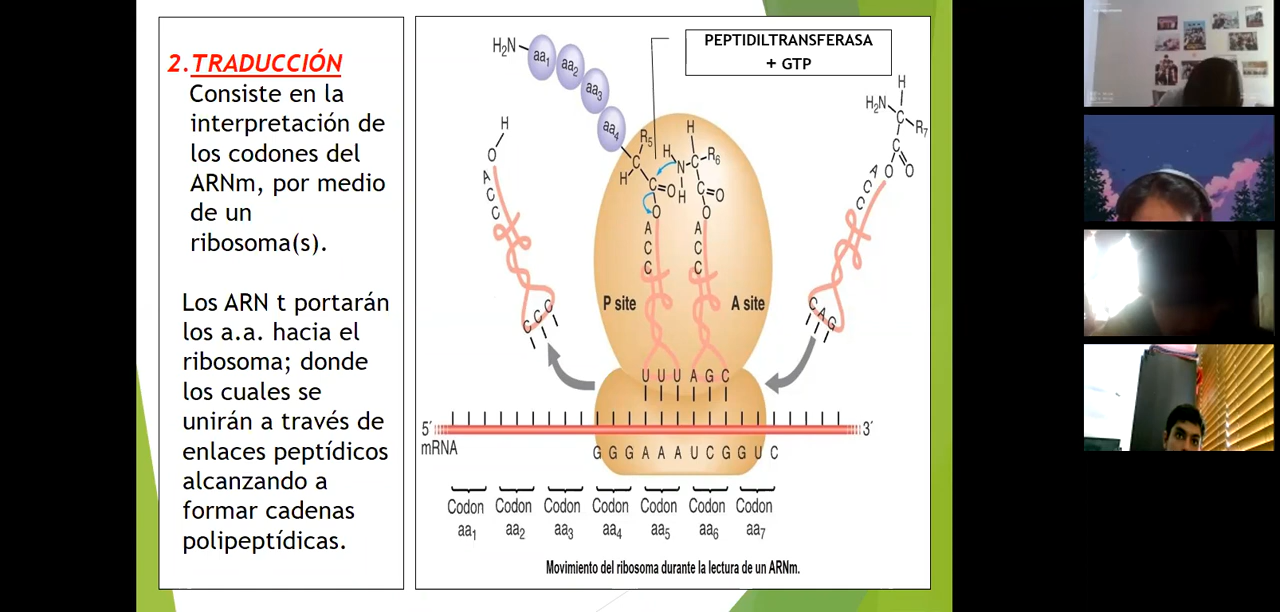 2.TRADUCCIÓN
Consiste en la
interpretación de
los codones del
ARNm, por medio
de un
ribosoma(s).
Los ARN t portarán
los a.a. hacia el
ribosoma; donde
los cuales se
unirán a través de
enlaces peptídicos
alcanzando a
formar cadenas
polipeptídicas.
PEPTIDILTRANSFERASA
+ GTP
H₂N
aa₁
aa₂
aa₃
aa₄
R₅
H
C
H
C=O
O
A
C
C
H
H
N
C
R₆
H
C
O
O
A
C
C
H
O
A
C
C
C C C
H
H₂N
C
R₇
C
O
O
A
C
C
C A G
P site
A site
U U U A G C
5´
3´
mRNA
G G G A A A U C G G U C
Codon Codon Codon Codon Codon Codon Codon
aa₁ aa₂ aa₃ aa₄ aa₅ aa₆ aa₇
Movimiento del ribosoma durante la lectura de un ARNm.